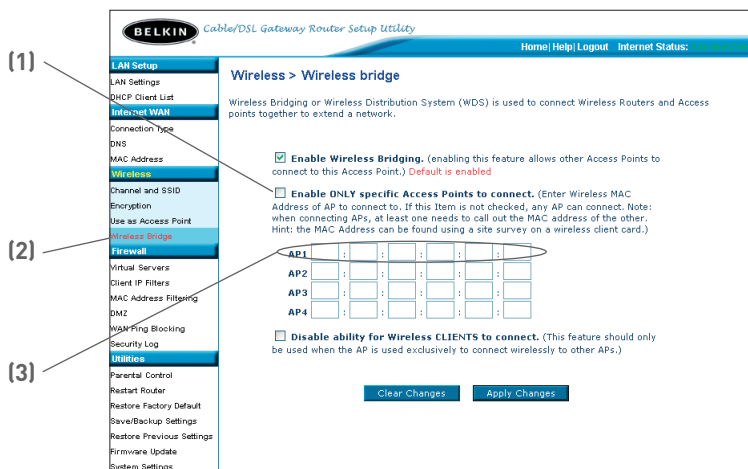 BELKIN Cable/DSL Gateway Router Setup Utility
Home| Help| Logout Internet Status:
(1)
(2)
(3)
LAN Setup
LAN Settings
DHCP Client List
Internet WAN
Connection Type
DNS
MAC Address
Wireless
Channel and SSID
Encryption
Use as Access Point
Wireless Bridge
Firewall
Virtual Servers
Client IP Filters
MAC Address Filtering
DMZ
WAN Ping Blocking
Security Log
Utilities
Parental Control
Restart Router
Restore Factory Default
Save/Backup Settings
Restore Previous Settings
Firmware Update
System Settings
Wireless > Wireless bridge
Wireless Bridging or Wireless Distribution System (WDS) is used to connect Wireless Routers and Access
points together to extend a network.
Enable Wireless Bridging. (enabling this feature allows other Access Points to
connect to this Access Point.) Default is enabled
Enable ONLY specific Access Points to connect. (Enter Wireless MAC
Address of AP to connect to. If this Item is not checked, any AP can connect. Note:
when connecting APs, at least one needs to call out the MAC address of the other.
Hint: the MAC Address can be found using a site survey on a wireless client card.)
AP1 : : : : :
AP2 : : : : :
AP3 : : : : :
AP4 : : : : :
Disable ability for Wireless CLIENTS to connect. (This feature should only
be used when the AP is used exclusively to connect wirelessly to other APs.)
Clear Changes Apply Changes